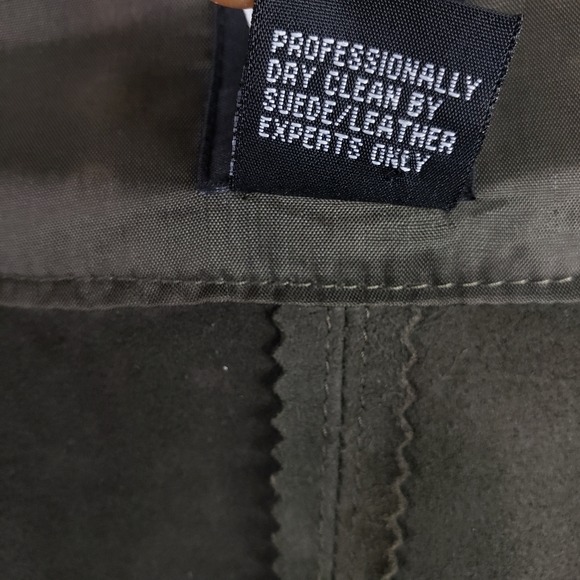 PROFESSIONALLY
DRY CLEAN BY
SUEDE/LEATHER
EXPERTS ONLY